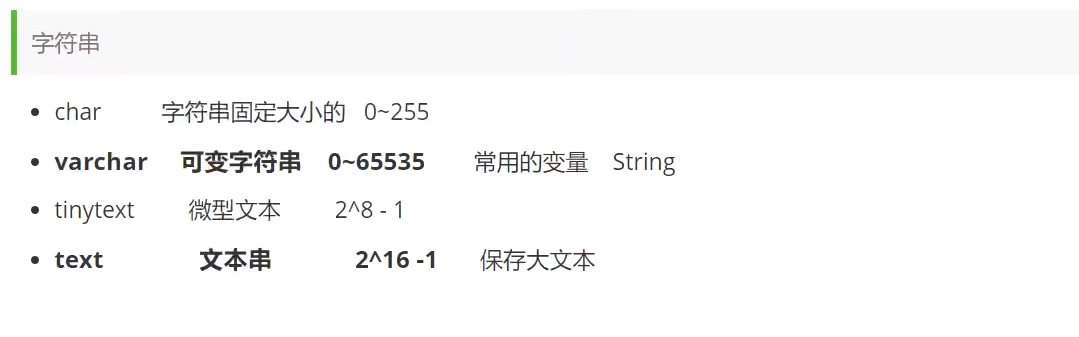 字符串
char 字符串固定大小的 0~255
varchar 可变字符串 0~65535 常用的变量 String
tinytext 微型文本 2^8 - 1
text 文本串 2^16 -1 保存大文本